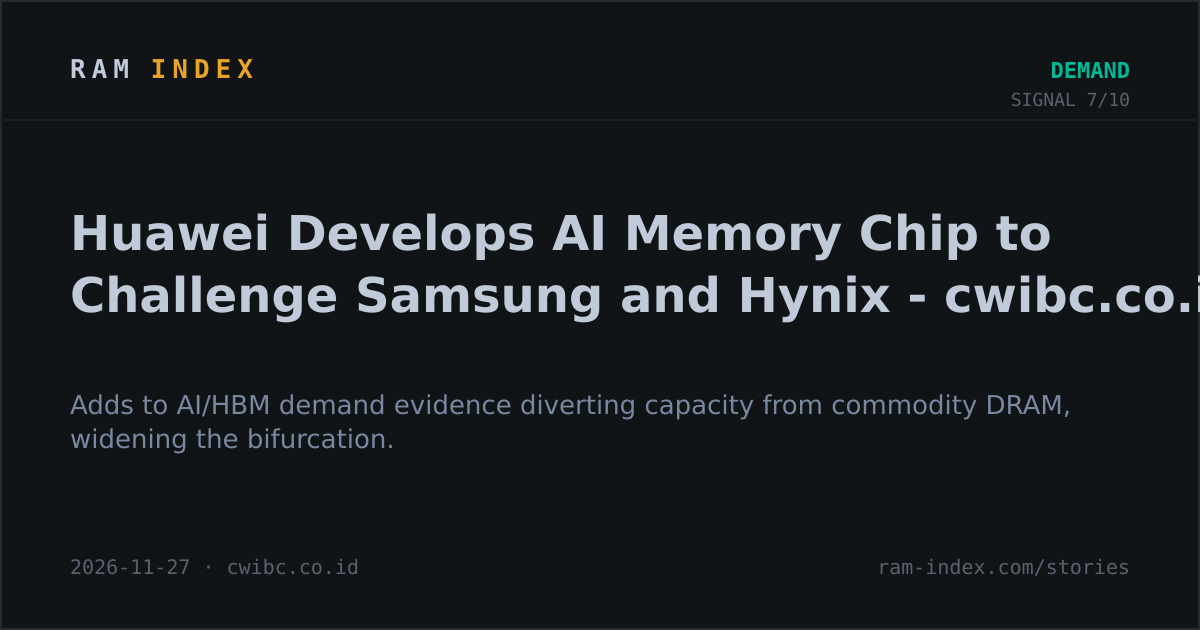 RAM INDEX
DEMAND
SIGNAL 7/10
Huawei Develops AI Memory Chip to
Challenge Samsung and Hynix - cwibc.co.i
Adds to AI/HBM demand evidence diverting capacity from commodity DRAM,
widening the bifurcation.
2026-11-27 · cwibc.co.id
ram-index.com/stories